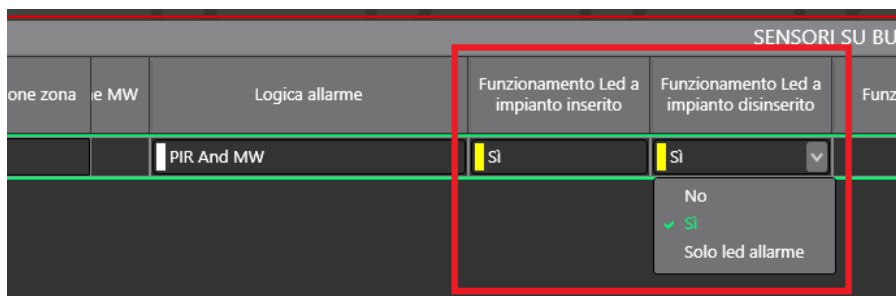 SENSORI SU BU
one zona
e MW
Logica allarme
Funzionamento Led a
impianto inserito
Funzionamento Led a
impianto disinserito
Funz
PIR And MW
Sì
Sì
No
Sì
Solo led allarme